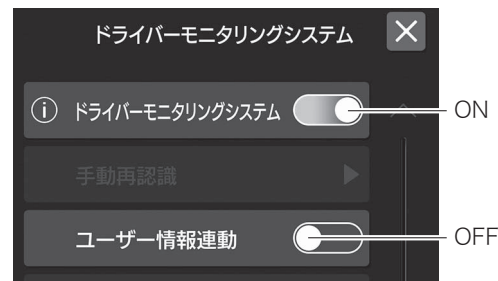 ドライバーモニタリングシステム
ドライバーモニタリングシステム ON
手動再認識
ユーザー情報連動 OFF